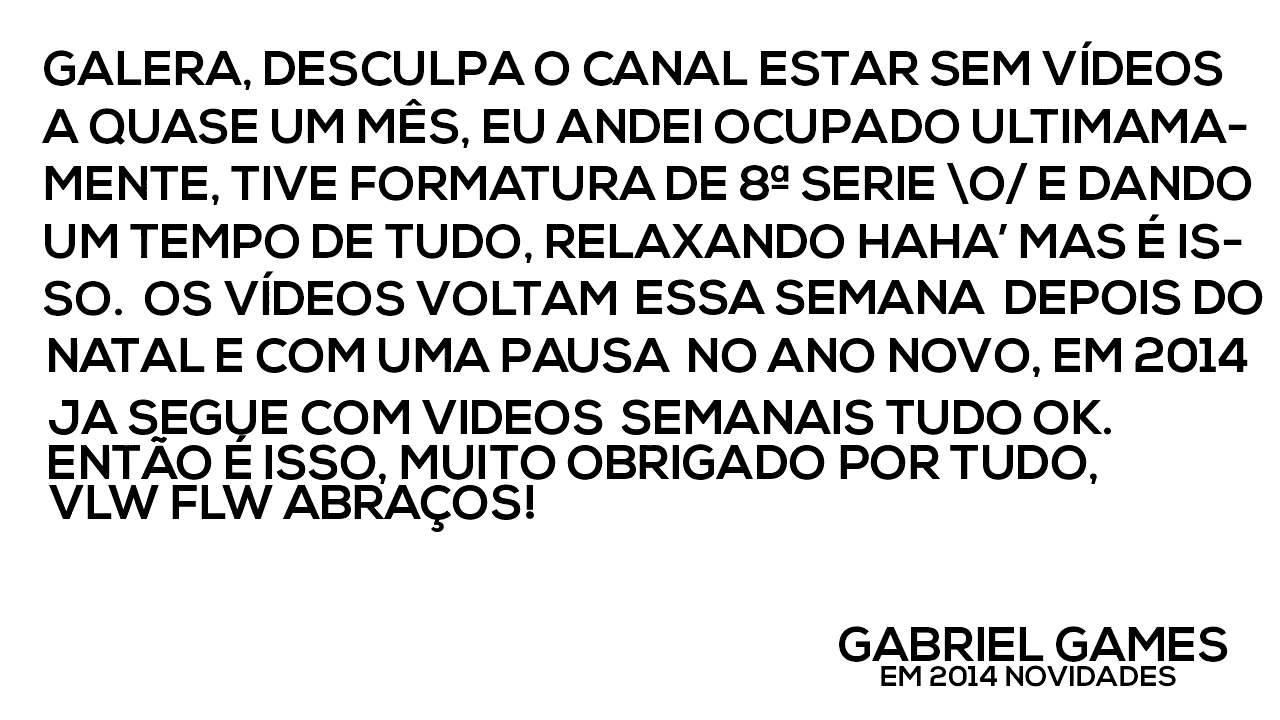 GALERA, DESCULPA O CANAL ESTAR SEM VÍDEOS
A QUASE UM MÊS, EU ANDEI OCUPADO ULTIMAMA-
MENTE, TIVE FORMATURA DE 8ª SERIE \O/ E DANDO
UM TEMPO DE TUDO, RELAXANDO HAHA’ MAS É IS-
SO. OS VÍDEOS VOLTAM ESSA SEMANA DEPOIS DO
NATAL E COM UMA PAUSA NO ANO NOVO, EM 2014
JA SEGUE COM VIDEOS SEMANAIS TUDO OK.
ENTÃO É ISSO, MUITO OBRIGADO POR TUDO,
VLW FLW ABRAÇOS!
GABRIEL GAMES
EM 2014 NOVIDADES